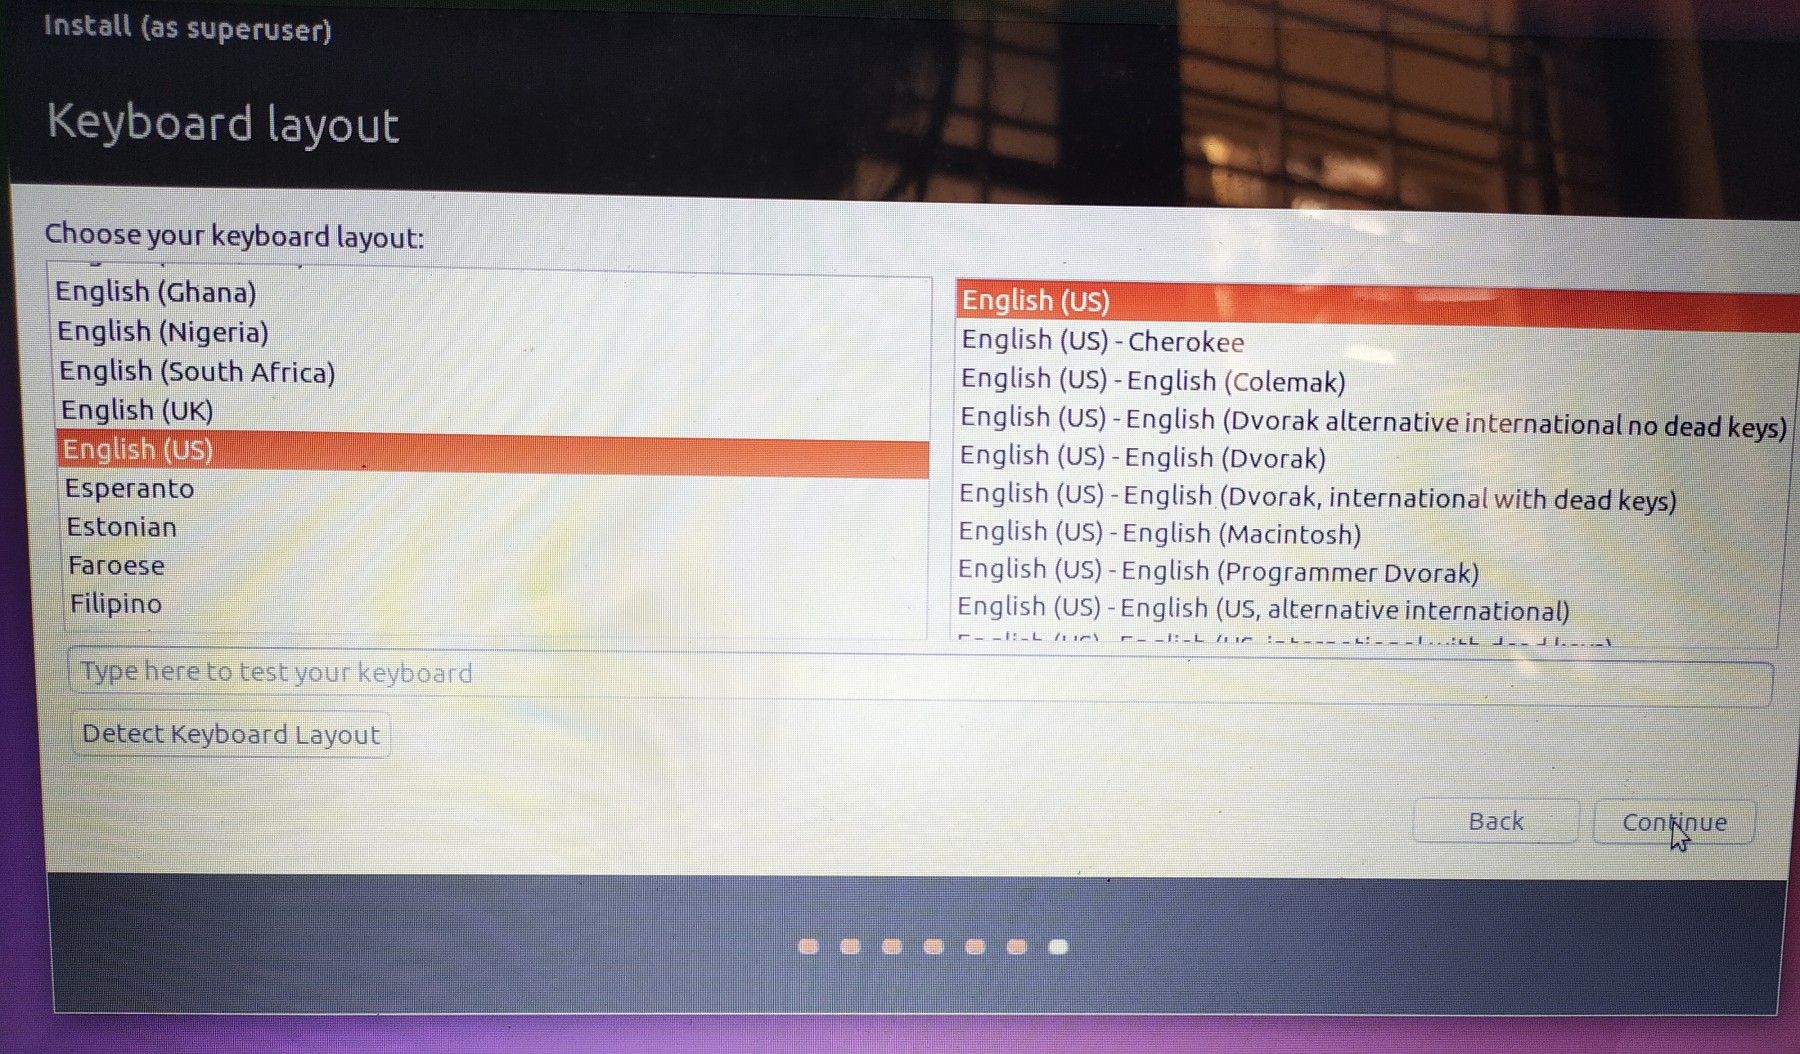 Install (as superuser)
Keyboard layout
Choose your keyboard layout:
English (Ghana)
English (Nigeria)
English (South Africa)
English (UK)
English (US)
Esperanto
Estonian
Faroese
Filipino
English (US)
English (US) - Cherokee
English (US) - English (Colemak)
English (US) - English (Dvorak alternative international no dead keys)
English (US) - English (Dvorak)
English (US) - English (Dvorak, international with dead keys)
English (US) - English (Macintosh)
English (US) - English (Programmer Dvorak)
English (US) - English (US, alternative international)
Type here to test your keyboard
Detect Keyboard Layout
Back
Continue